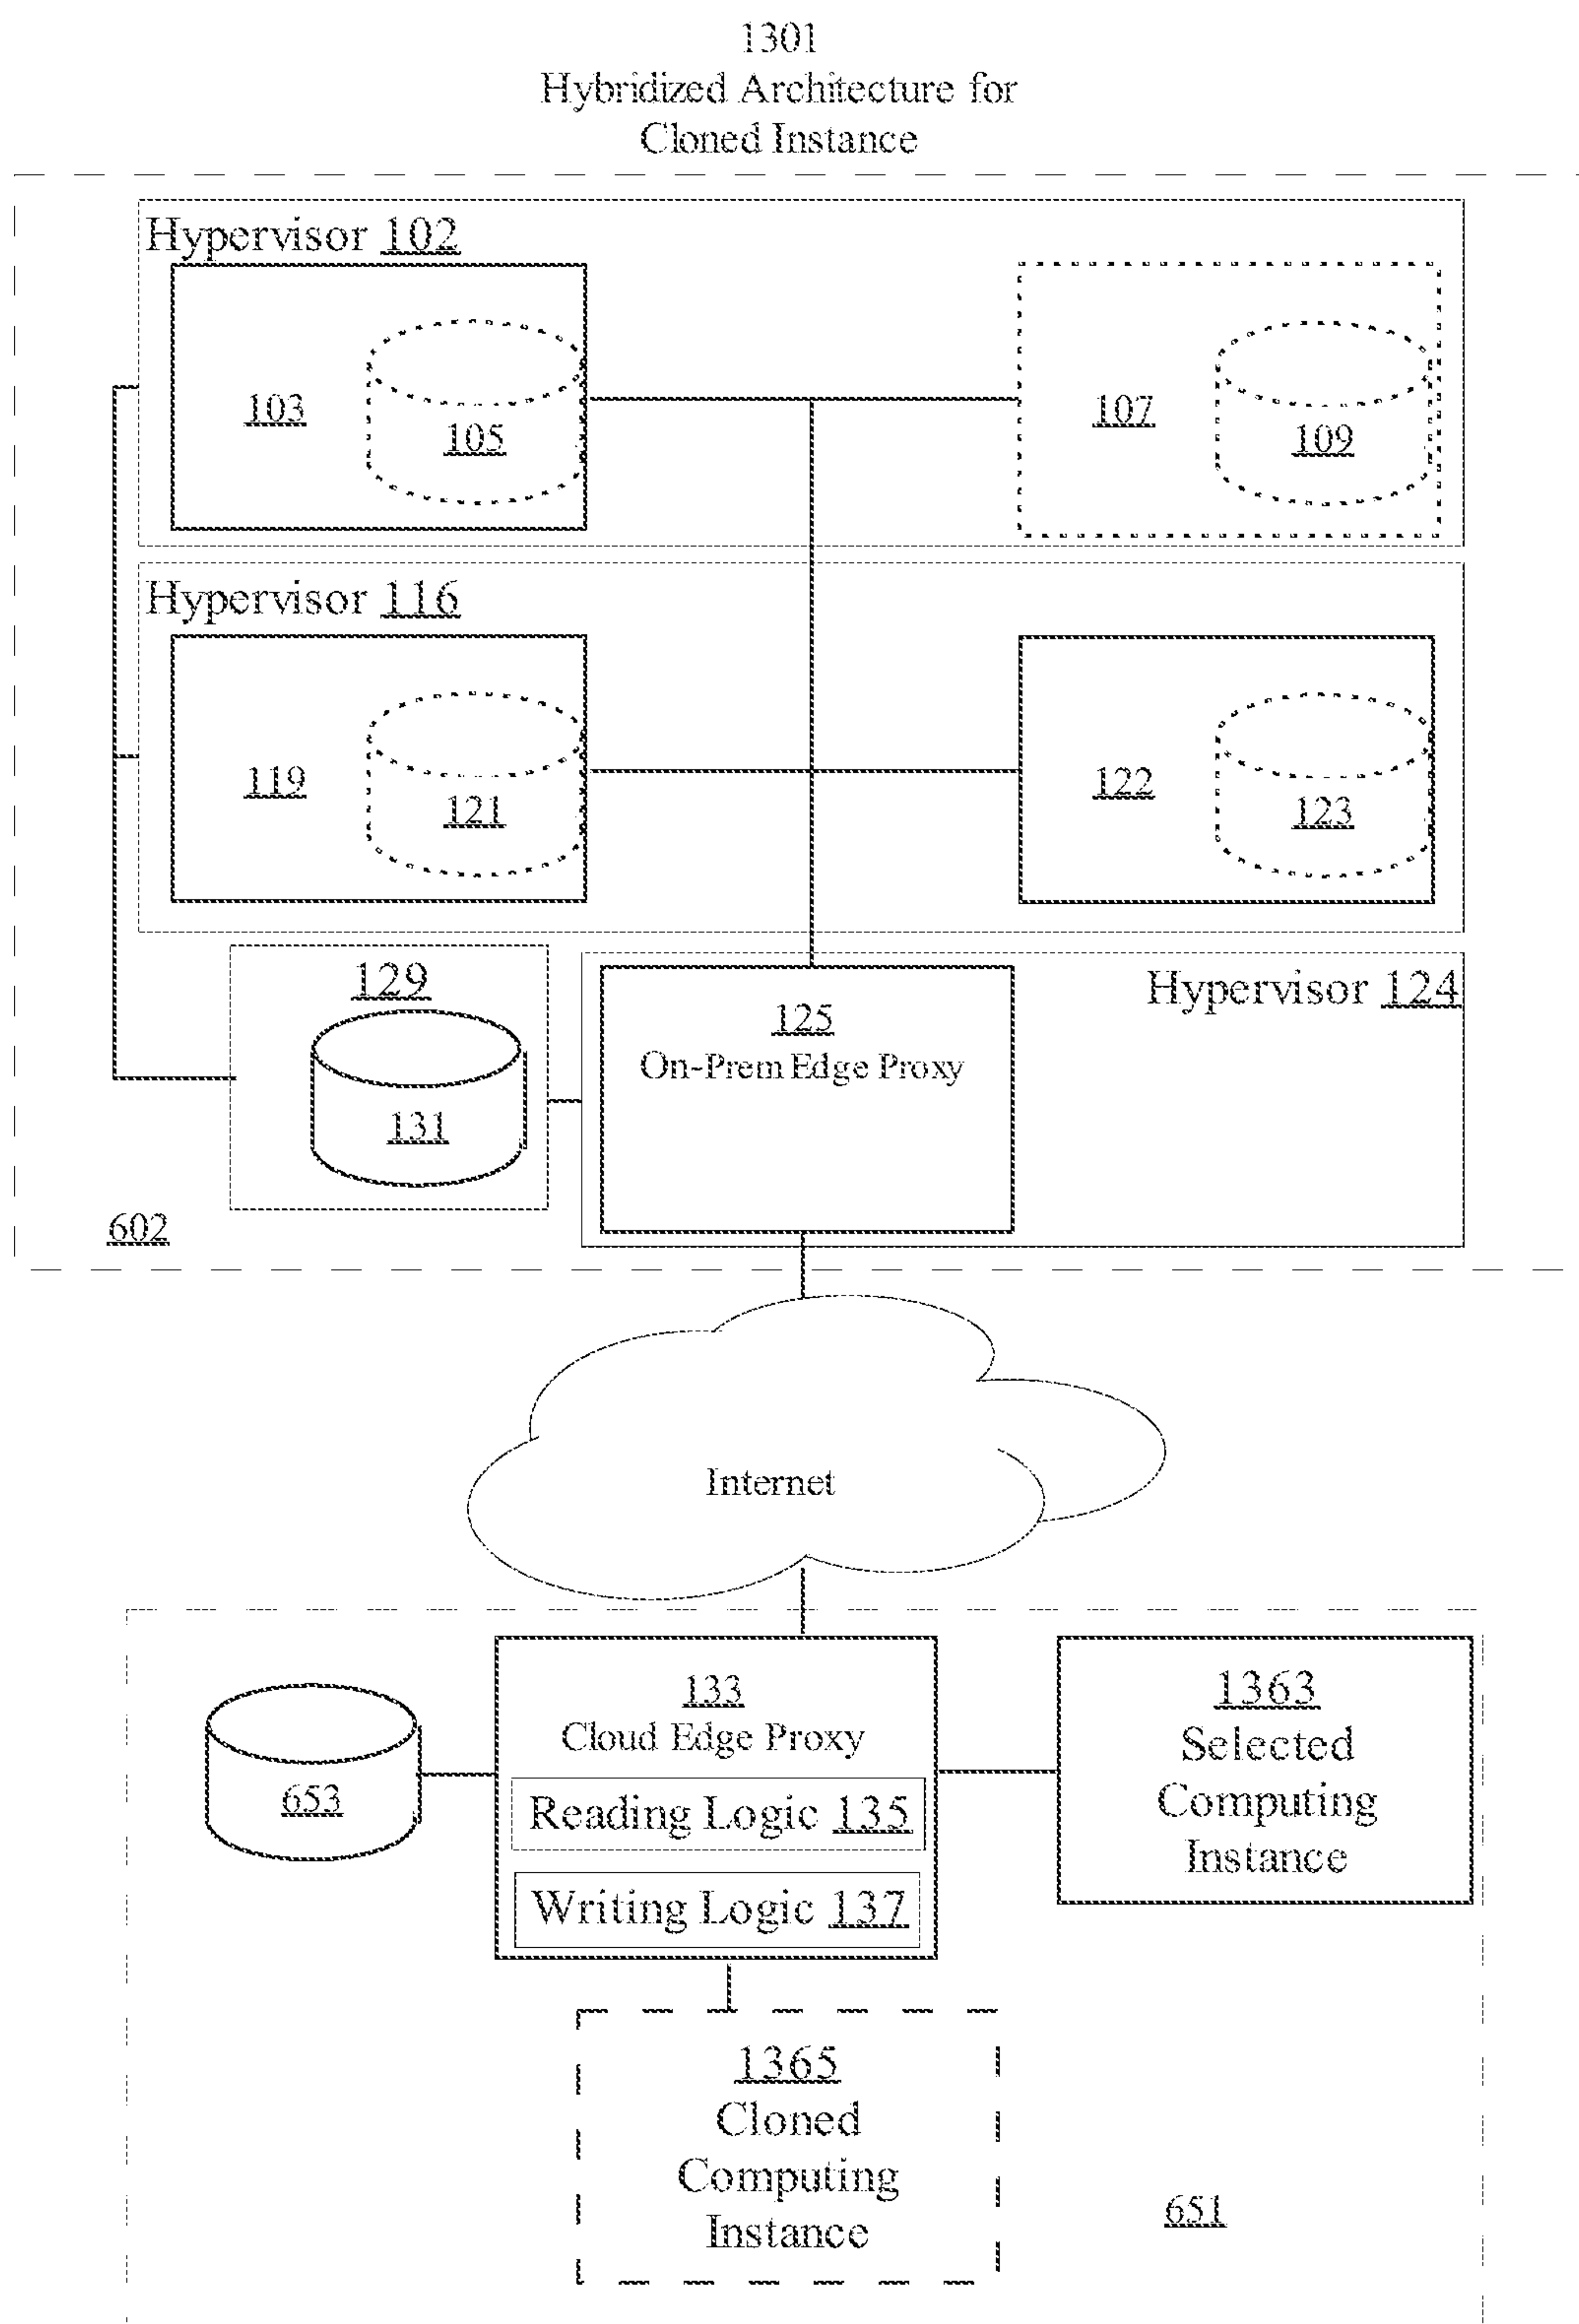 1301
Hybridized Architecture for
Cloned Instance
Hypervisor 102
103
105
107
109
Hypervisor 116
119
121
122
123
129
131
Hypervisor 124
125
On-Prem Edge Proxy
602
Internet
653
133
Cloud Edge Proxy
Reading Logic 135
Writing Logic 137
1363
Selected
Computing
Instance
1365
Cloned
Computing
Instance
651